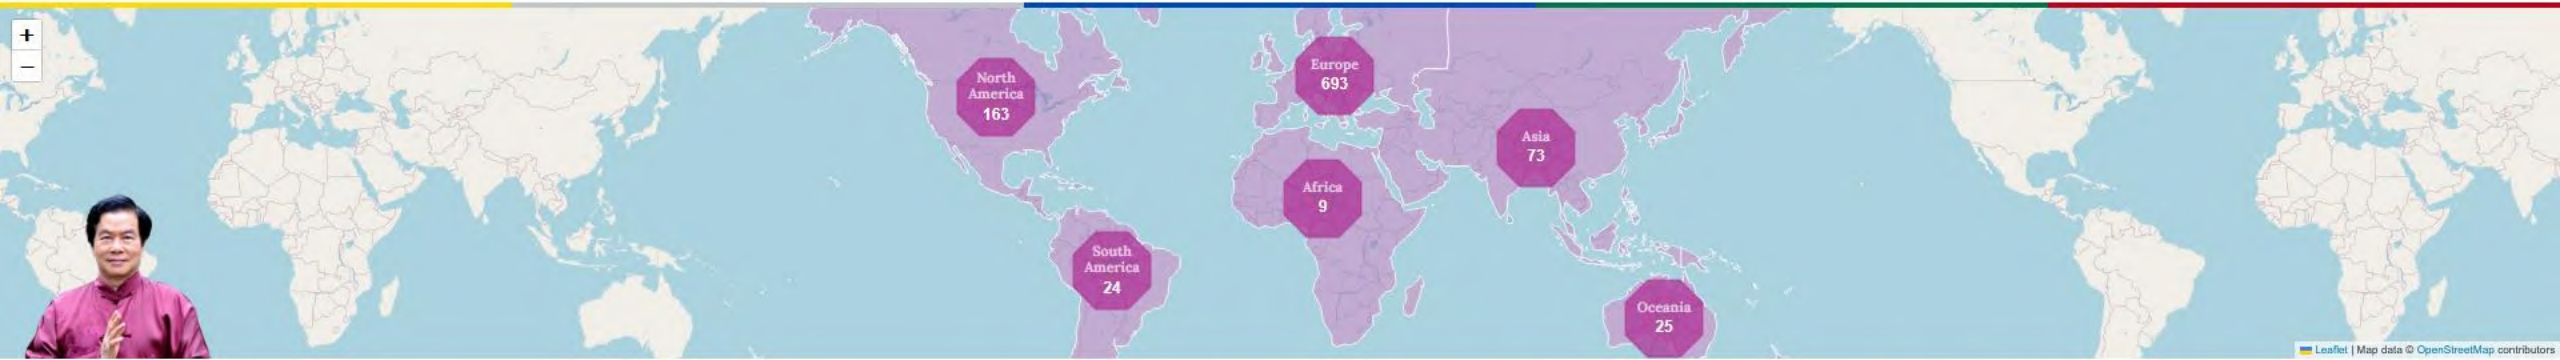 +
−
North
America
163
Europe
693
Asia
73
Africa
9
South
America
24
Oceania
25
Leaflet | Map data © OpenStreetMap contributors